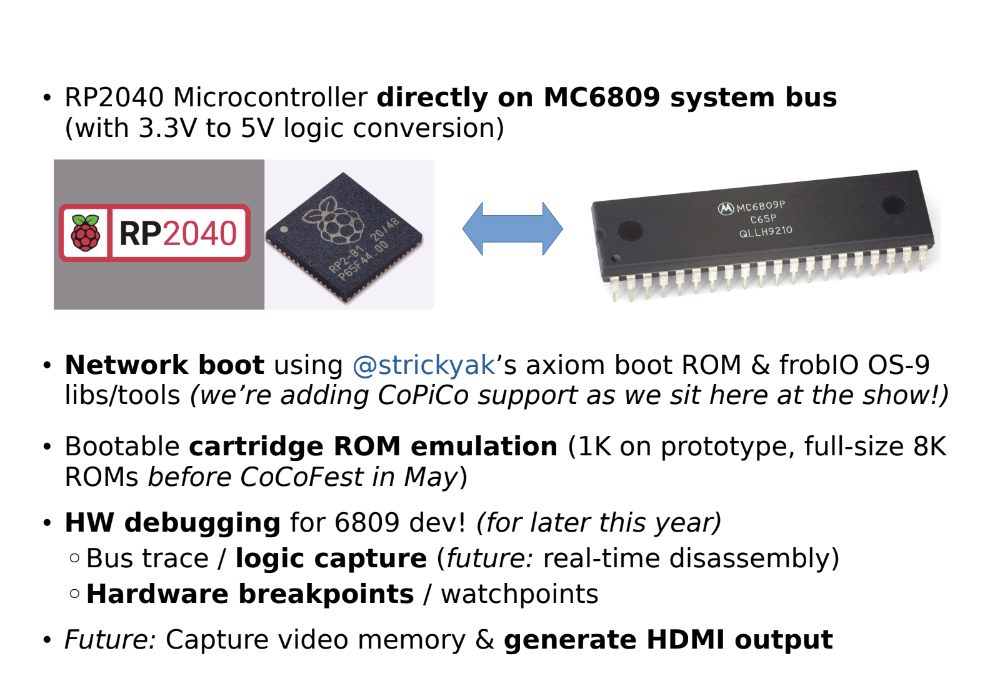 • RP2040 Microcontroller directly on MC6809 system bus
(with 3.3V to 5V logic conversion)
RP2040
RP2-B1 20/48
P65F44.00
MC6809P
C65P
QLLH9210
• Network boot using @strickyak’s axiom boot ROM & frobIO OS-9
libs/tools (we’re adding CoPiCo support as we sit here at the show!)
• Bootable cartridge ROM emulation (1K on prototype, full-size 8K
ROMs before CoCoFest in May)
• HW debugging for 6809 dev! (for later this year)
○ Bus trace / logic capture (future: real-time disassembly)
○ Hardware breakpoints / watchpoints
• Future: Capture video memory & generate HDMI output